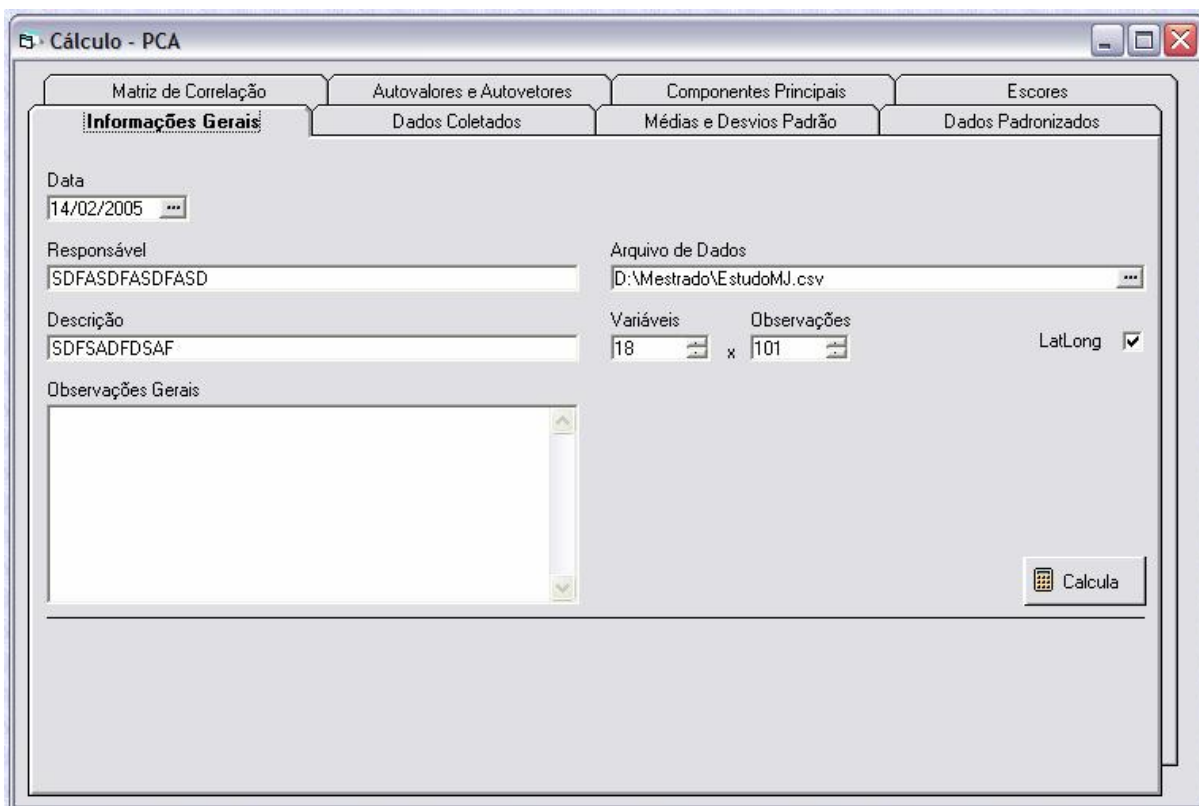 Cálculo - PCA
Matriz de Correlação
Autovalores e Autovetores
Componentes Principais
Escores
Informações Gerais
Dados Coletados
Médias e Desvios Padrão
Dados Padronizados
Data
14/02/2005
Responsável
SDFASDFASDFASD
Arquivo de Dados
D:\Mestrado\EstudoMJ.csv
Descrição
SDFSADFDSAF
Variáveis
Observações
18 x 101
LatLong
Observações Gerais
Calcula